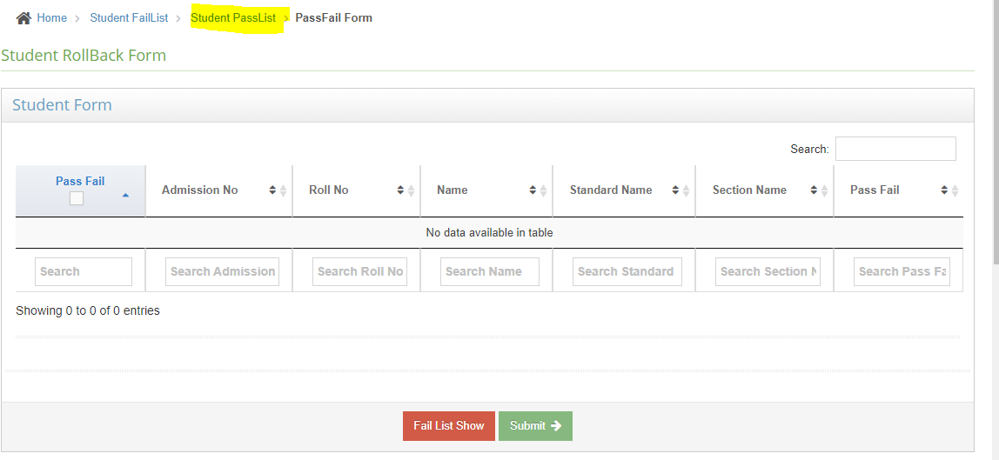 Home > Student FailList > Student PassList > PassFail Form
Student RollBack Form
Student Form
Search:
Pass Fail Admission No Roll No Name Standard Name Section Name Pass Fail
No data available in table
Search Search Admission Search Roll No Search Name Search Standard Search Section N Search Pass Fa
Showing 0 to 0 of 0 entries
Fail List Show Submit